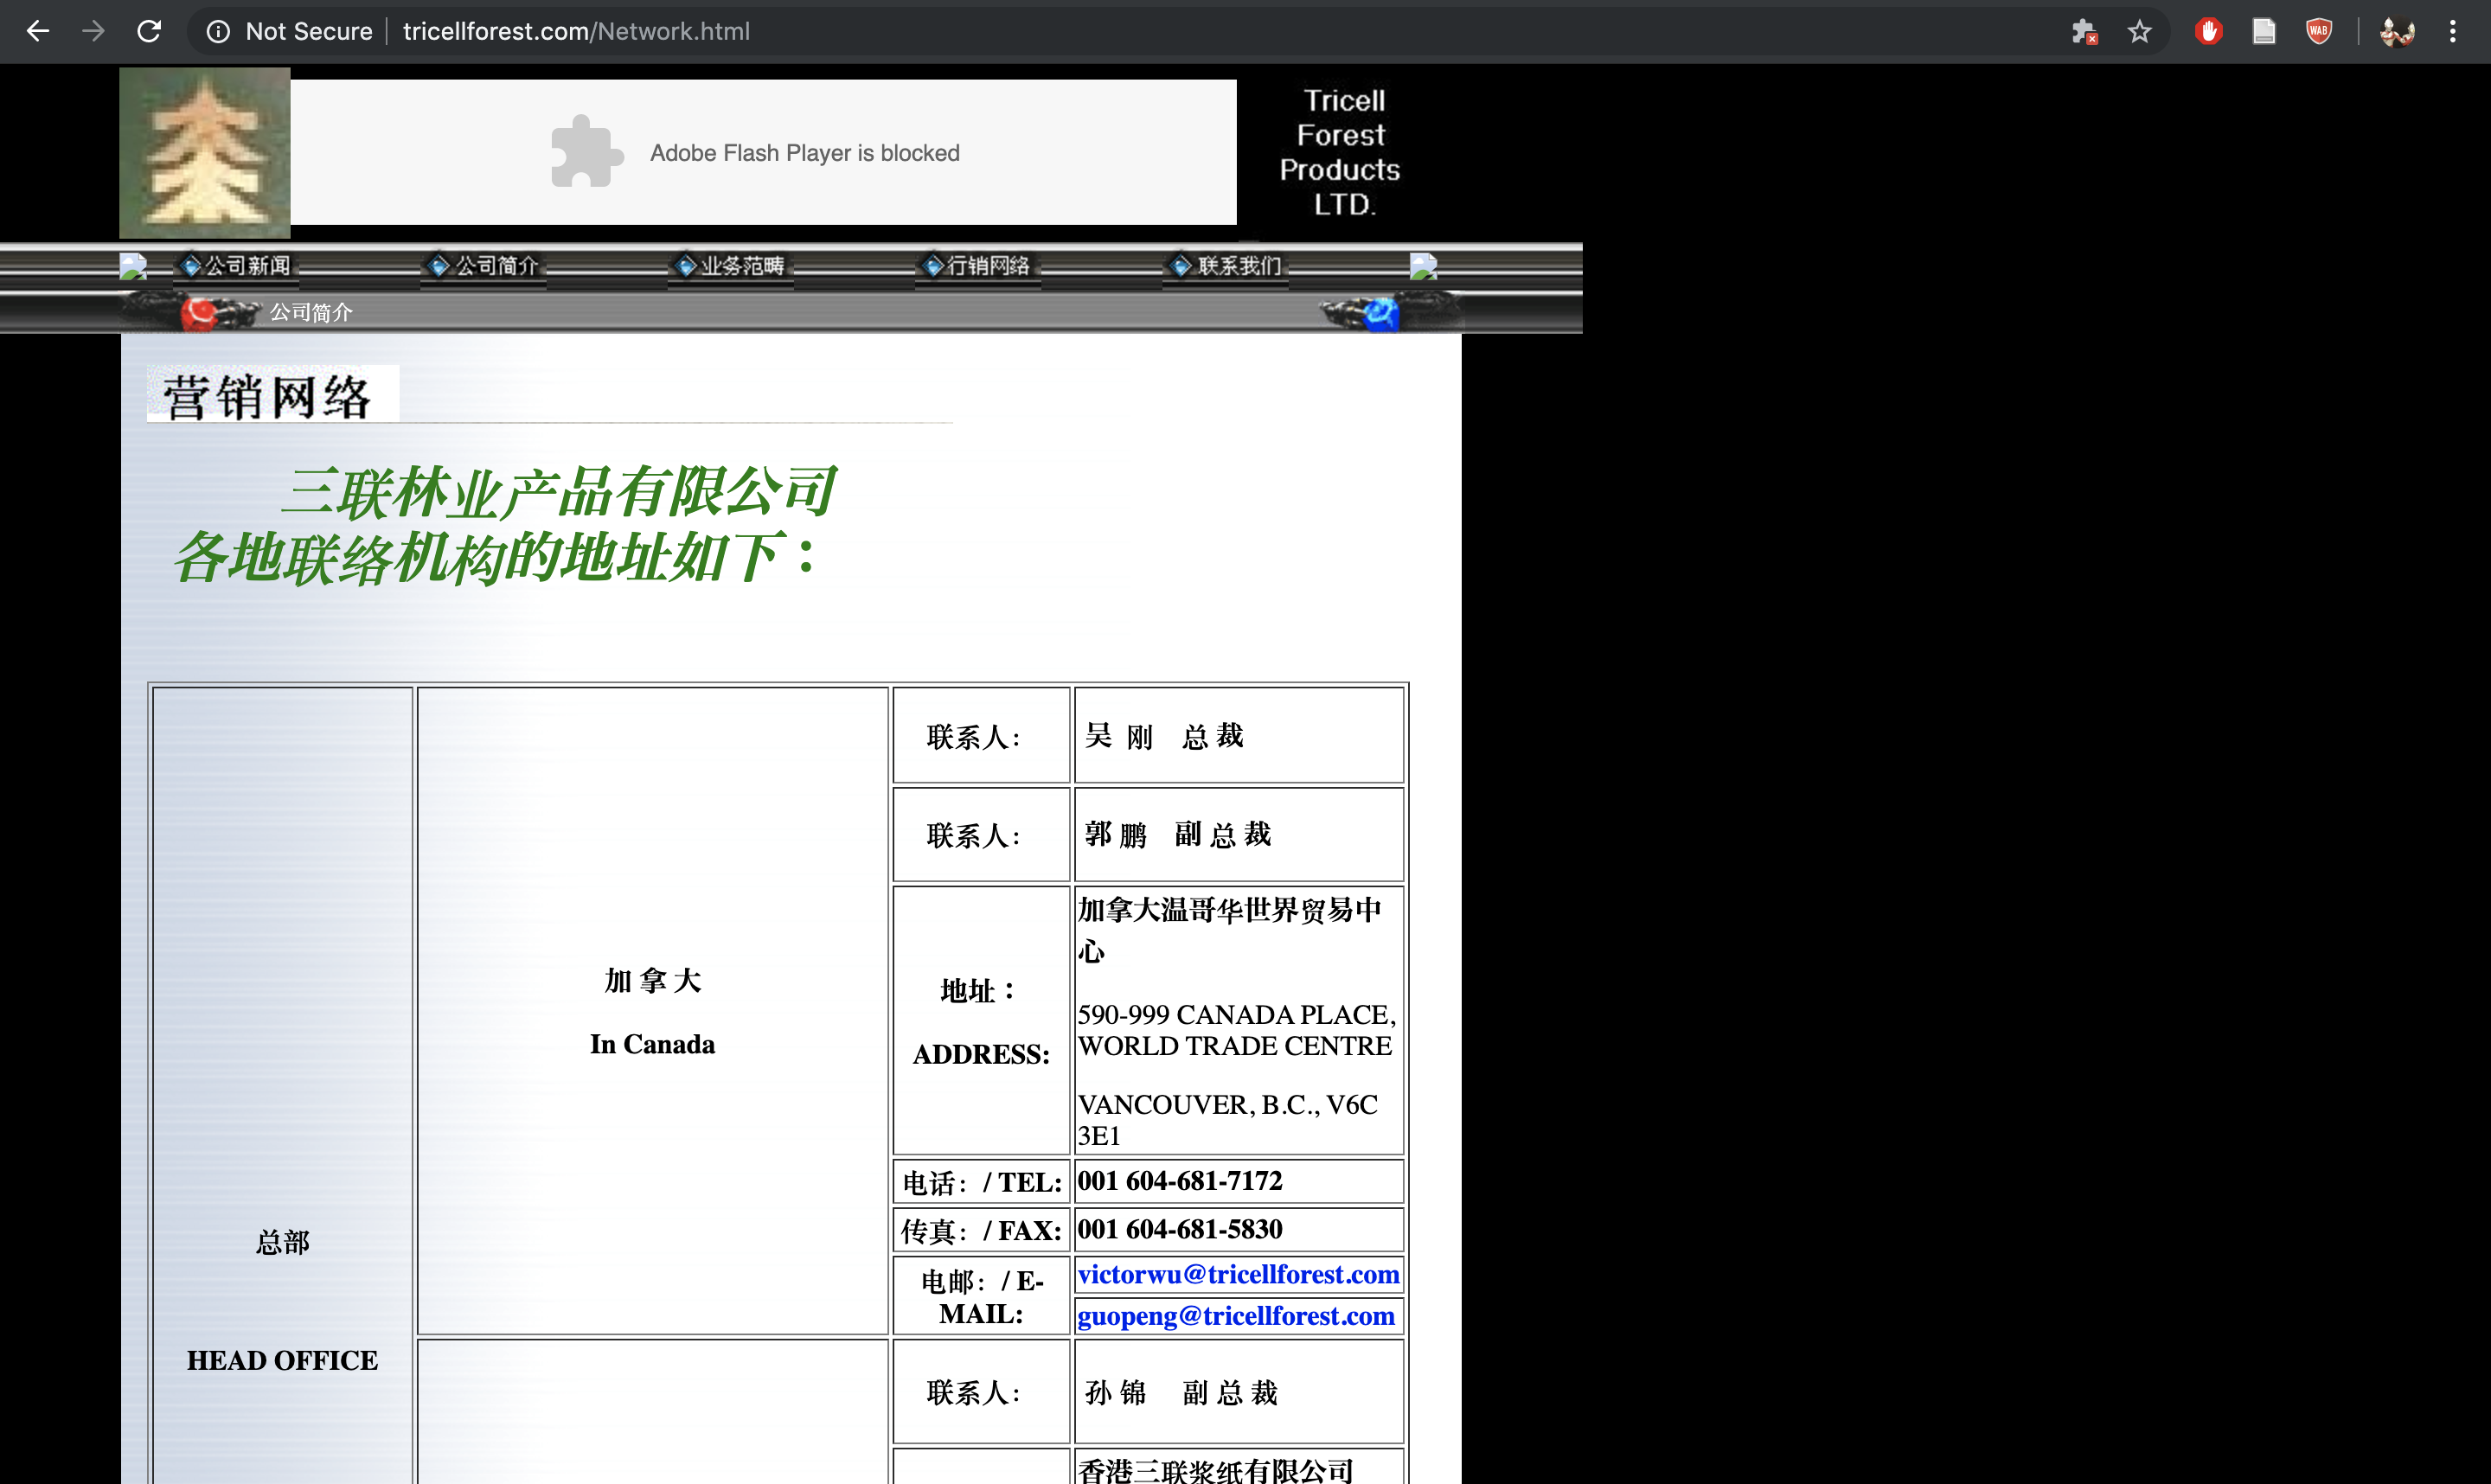 Not Secure
tricellforest.com/Network.html
WAB
Adobe Flash Player is blocked
Tricell
Forest
Products
LTD.
公司新闻
公司简介
业务范畴
行销网络
联系我们
公司简介
营销网络
三联林业产品有限公司
各地联络机构的地址如下：
总部
HEAD OFFICE
加 拿 大
In Canada
联系人：
吴 刚 总 裁
联系人：
郭 鹏 副 总 裁
地址：
ADDRESS:
加拿大温哥华世界贸易中
心
590-999 CANADA PLACE,
WORLD TRADE CENTRE
VANCOUVER, B.C., V6C
3E1
电话：/ TEL:
001 604-681-7172
传真：/ FAX:
001 604-681-5830
电邮：/ E-
MAIL:
victorwu@tricellforest.com
guopeng@tricellforest.com
联系人：
孙 锦 副 总 裁
香港三联浆纸有限公司